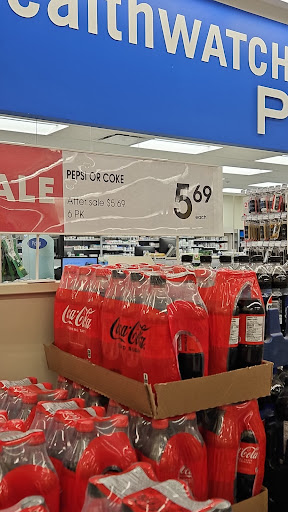 ealthWATCH
P
ALE
PEPSI OR COKE
After sale $5.69
6 PK
5 69
each
Coca-Cola
Coca-Cola
Coca-Cola